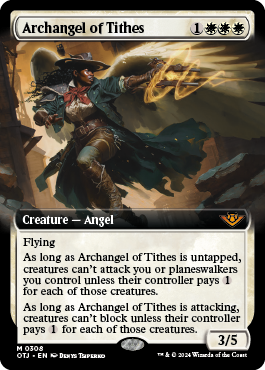 Archangel of Tithes 1
Creature — Angel
Flying
As long as Archangel of Tithes is untapped,
creatures can't attack you or planeswalkers
you control unless their controller pays 1
for each of those creatures.
As long as Archangel of Tithes is attacking,
creatures can't block unless their controller
pays 1 for each of those creatures.
3/5
M 0308
OTJ • EN Denys Tsiperko
™ & © 2024 Wizards of the Coast